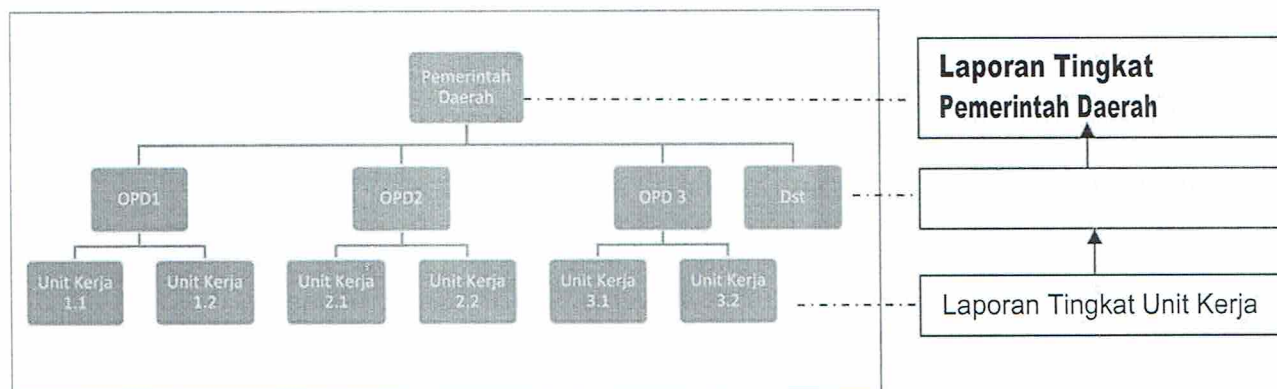 Pemerintah
Daerah
Laporan Tingkat
Pemerintah Daerah
OPD1
OPD2
OPD 3
Dst
Unit Kerja
1.1
Unit Kerja
1.2
Unit Kerja
2.1
Unit Kerja
2.2
Unit Kerja
3.1
Unit Kerja
3.2
Laporan Tingkat Unit Kerja